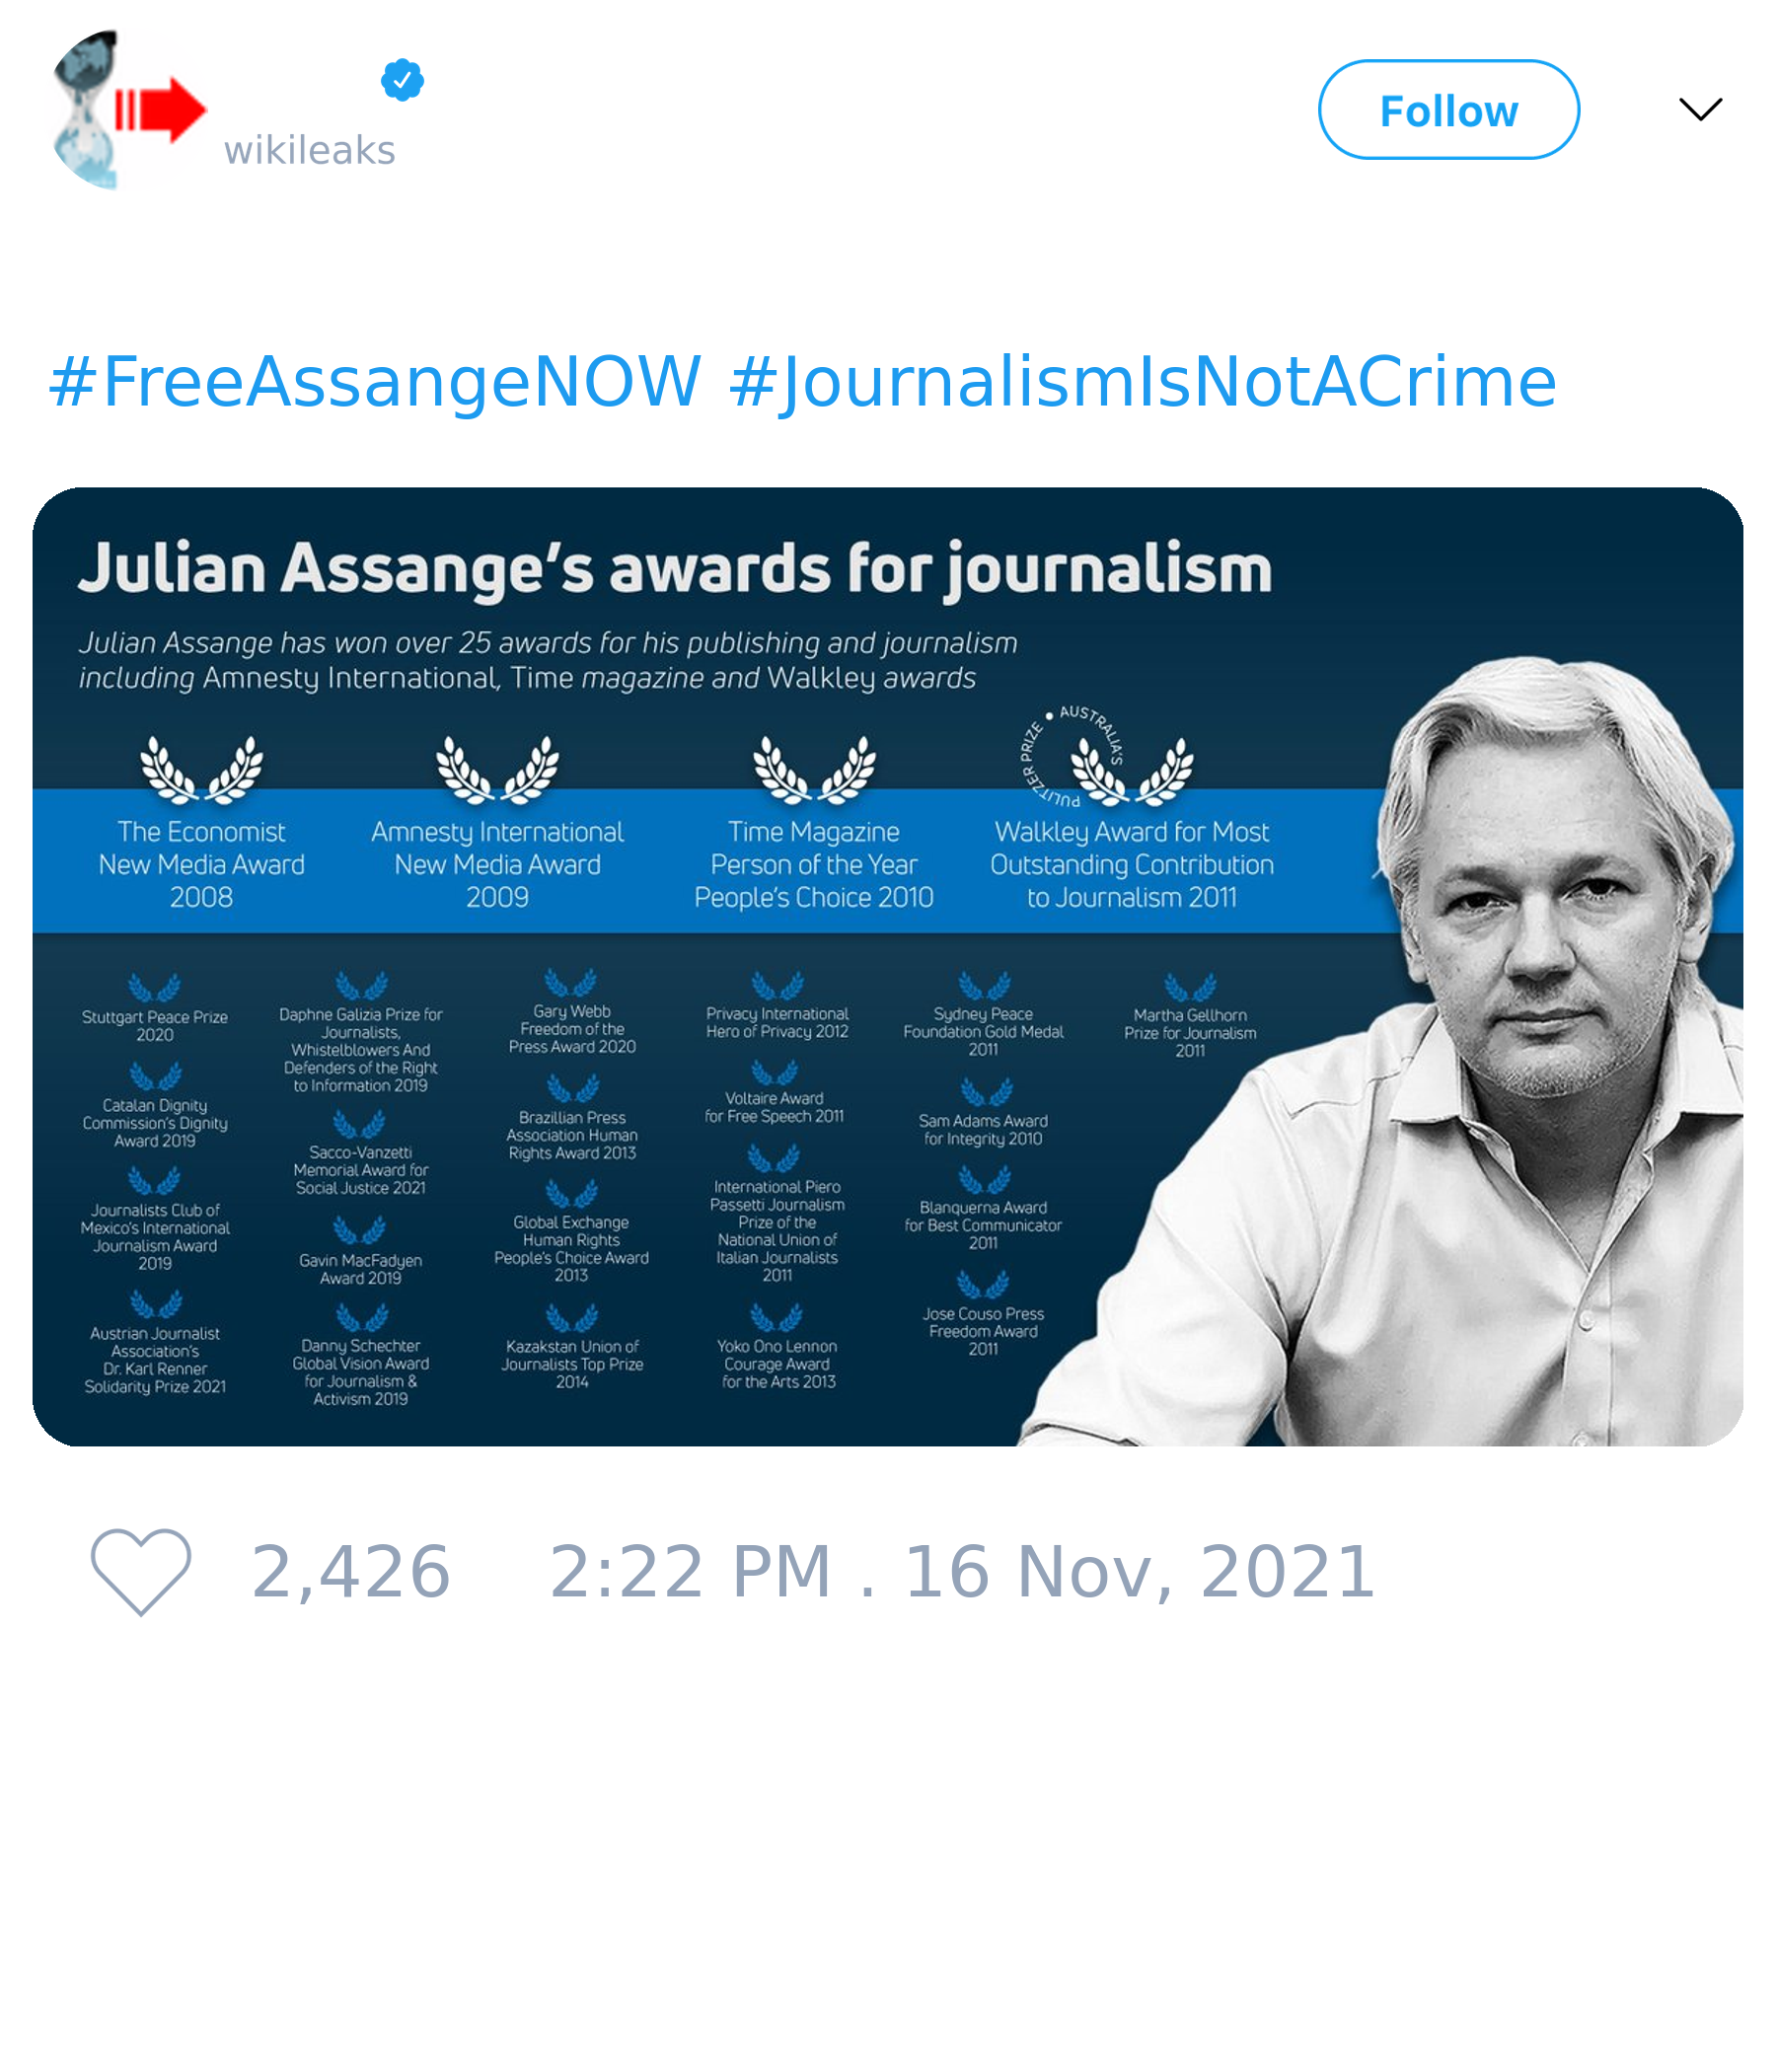 wikileaks
Follow
#FreeAssangeNOW #JournalismIsNotACrime
Julian Assange's awards for journalism
Julian Assange has won over 25 awards for his publishing and journalism
including Amnesty International, Time magazine and Walkley awards
The Economist
New Media Award
2008
Amnesty International
New Media Award
2009
Time Magazine
Person of the Year
People's Choice 2010
AUSTRALIA'S PULITZER PRIZE
Walkley Award for Most
Outstanding Contribution
to Journalism 2011
Stuttgart Peace Prize
2020
Catalan Dignity
Commission's Dignity
Award 2019
Journalists Club of
Mexico's International
Journalism Award
2019
Austrian Journalist
Association's
Dr. Karl Renner
Solidarity Prize 2021
Daphne Galizia Prize for
Journalists,
Whistelblowers And
Defenders of the Right
to Information 2019
Sacco-Vanzetti
Memorial Award for
Social Justice 2021
Gavin MacFadyen
Award 2019
Danny Schechter
Global Vision Award
for Journalism &
Activism 2019
Gary Webb
Freedom of the
Press Award 2020
Brazillian Press
Association Human
Rights Award 2013
Global Exchange
Human Rights
People's Choice Award
2013
Kazakstan Union of
Journalists Top Prize
2014
Privacy International
Hero of Privacy 2012
Voltaire Award
for Free Speech 2011
International Piero
Passetti Journalism
Prize of the
National Union of
Italian Journalists
2011
Yoko Ono Lennon
Courage Award
for the Arts 2013
Sydney Peace
Foundation Gold Medal
2011
Sam Adams Award
for Integrity 2010
Blanquerna Award
for Best Communicator
2011
Jose Couso Press
Freedom Award
2011
Martha Gellhorn
Prize for Journalism
2011
2,426 2:22 PM . 16 Nov, 2021